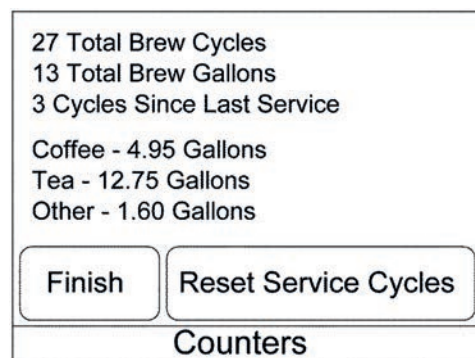 27 Total Brew Cycles
13 Total Brew Gallons
3 Cycles Since Last Service
Coffee - 4.95 Gallons
Tea - 12.75 Gallons
Other - 1.60 Gallons
Finish
Reset Service Cycles
Counters